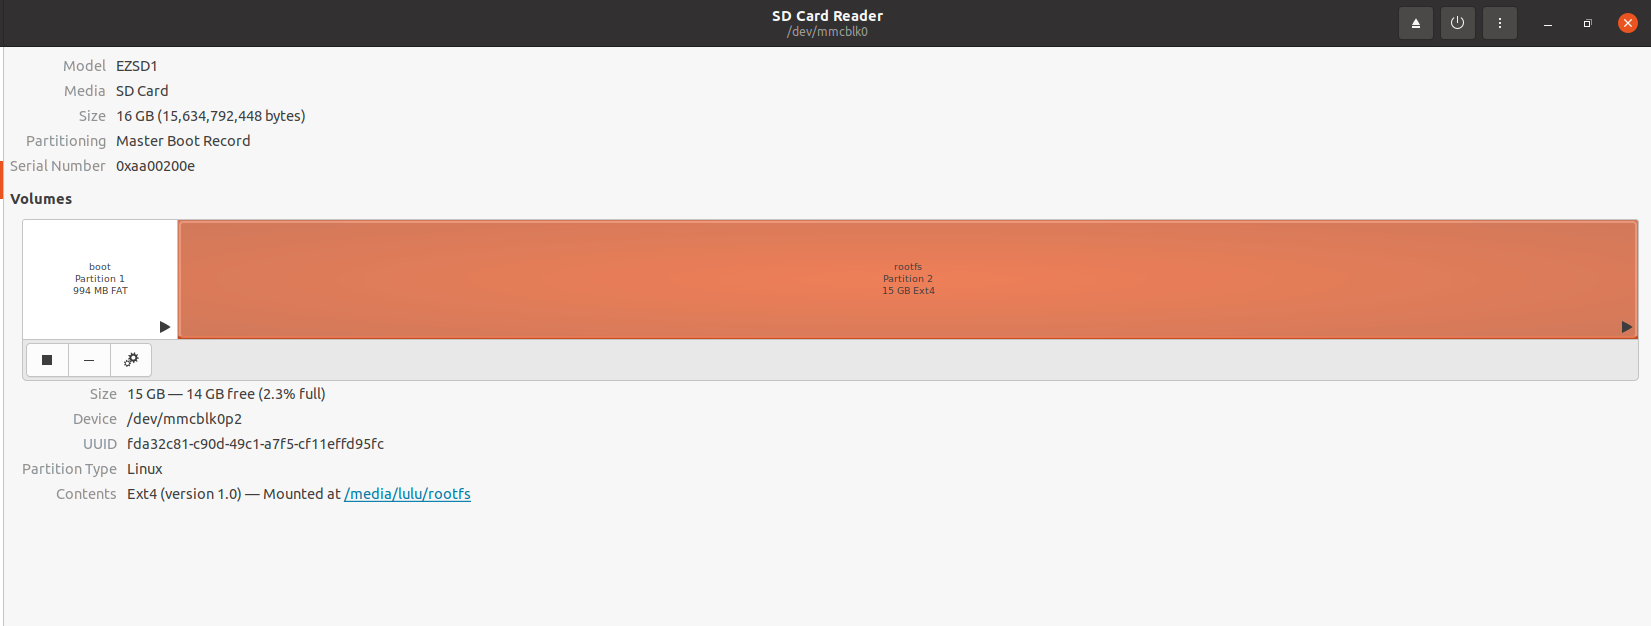 SD Card Reader
/dev/mmcblk0
Model EZSD1
Media SD Card
Size 16 GB (15,634,792,448 bytes)
Partitioning Master Boot Record
Serial Number 0xaa00200e
Volumes
boot
Partition 1
994 MB FAT
rootfs
Partition 2
15 GB Ext4
Size 15 GB — 14 GB free (2.3% full)
Device /dev/mmcblk0p2
UUID fda32c81-c90d-49c1-a7f5-cf11effd95fc
Partition Type Linux
Contents Ext4 (version 1.0) — Mounted at /media/lulu/rootfs